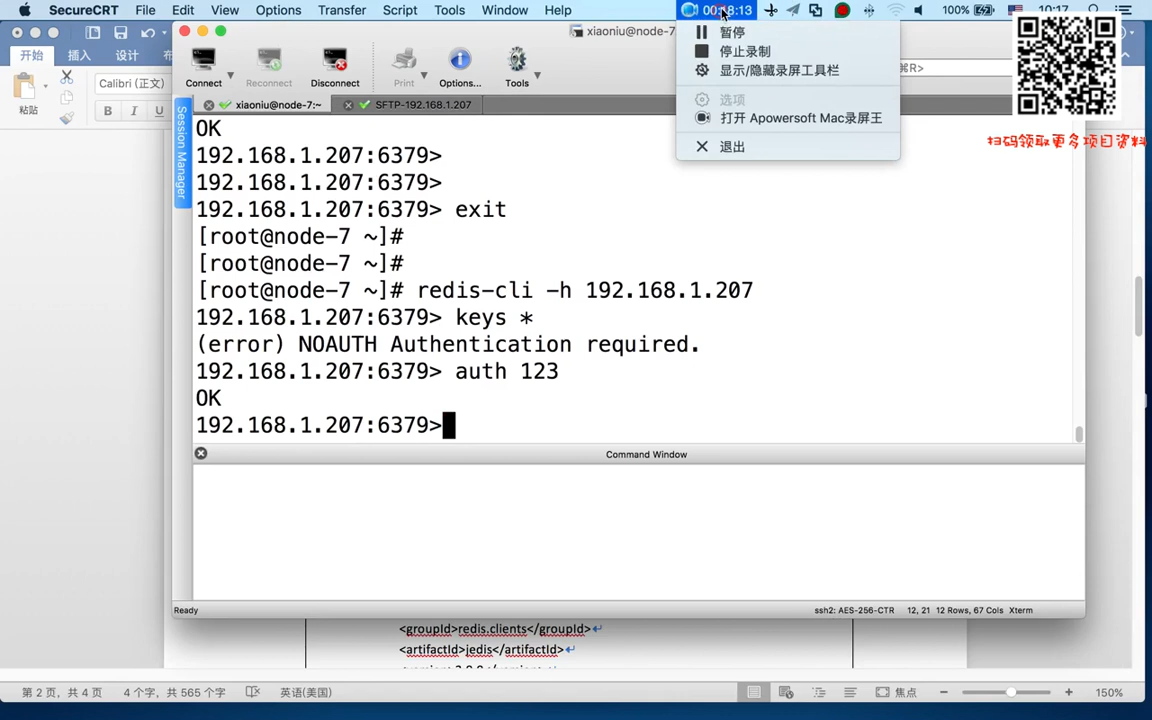 SecureCRT File Edit View Options Transfer Script Tools Window Help 100% 10:17
暂停
停止录制
显示/隐藏录屏工具栏
选项
打开 Apowersoft Mac录屏王
退出
扫码领取更多项目资料
开始 插入 设计
粘贴 Calibri (正文)
B I U
xiaoniu@node-7:
Connect Reconnect Disconnect Print Options... Tools
⌘R>
Session Manager
xiaoniu@node-7:~ SFTP-192.168.1.207
OK
192.168.1.207:6379>
192.168.1.207:6379>
192.168.1.207:6379> exit
[root@node-7 ~]#
[root@node-7 ~]#
[root@node-7 ~]# redis-cli -h 192.168.1.207
192.168.1.207:6379> keys *
(error) NOAUTH Authentication required.
192.168.1.207:6379> auth 123
OK
192.168.1.207:6379>
Command Window
Ready ssh2: AES-256-CTR 12, 21 12 Rows, 67 Cols Xterm
<groupId>redis.clients</groupId>
<artifactId>jedis</artifactId>
第 2 页，共 4 页 4 个字，共 565 个字 英语(美国) 焦点 150%